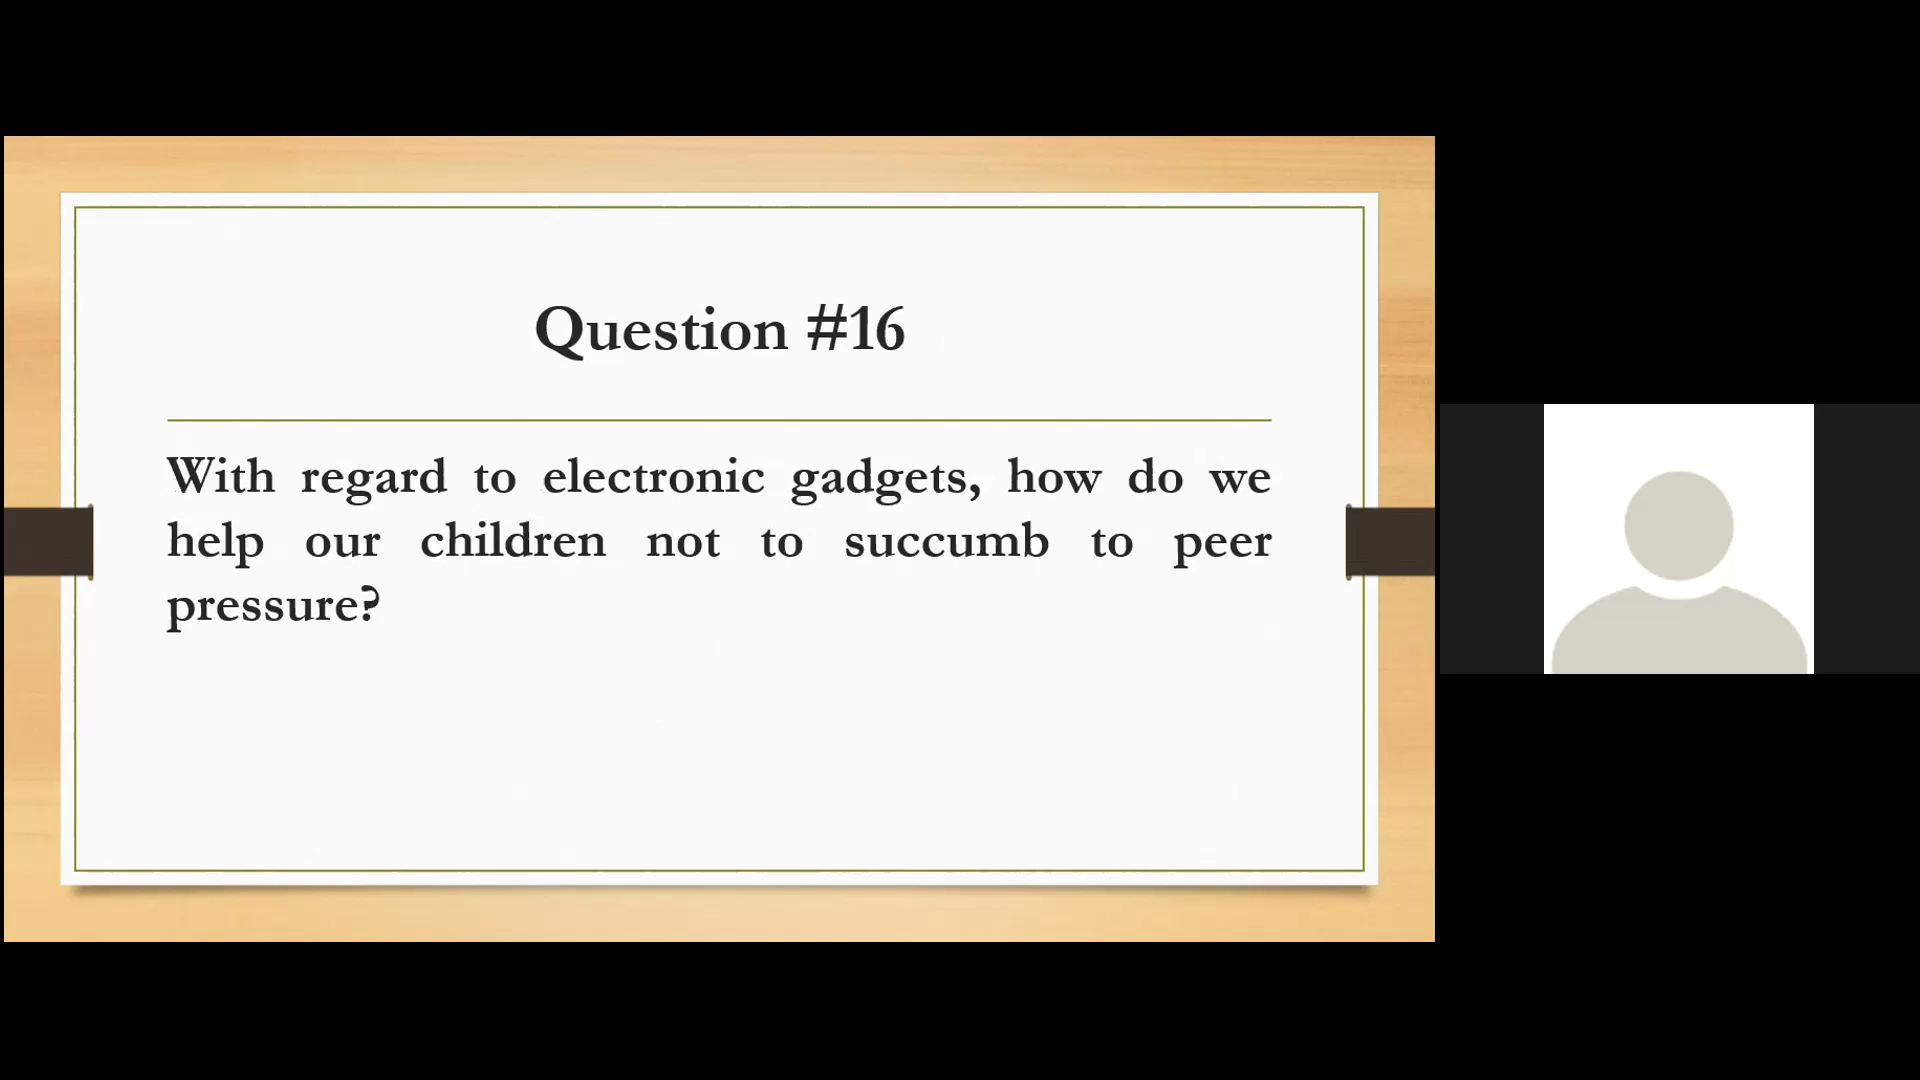 Question #16
With regard to electronic gadgets, how do we
help our children not to succumb to peer
pressure?